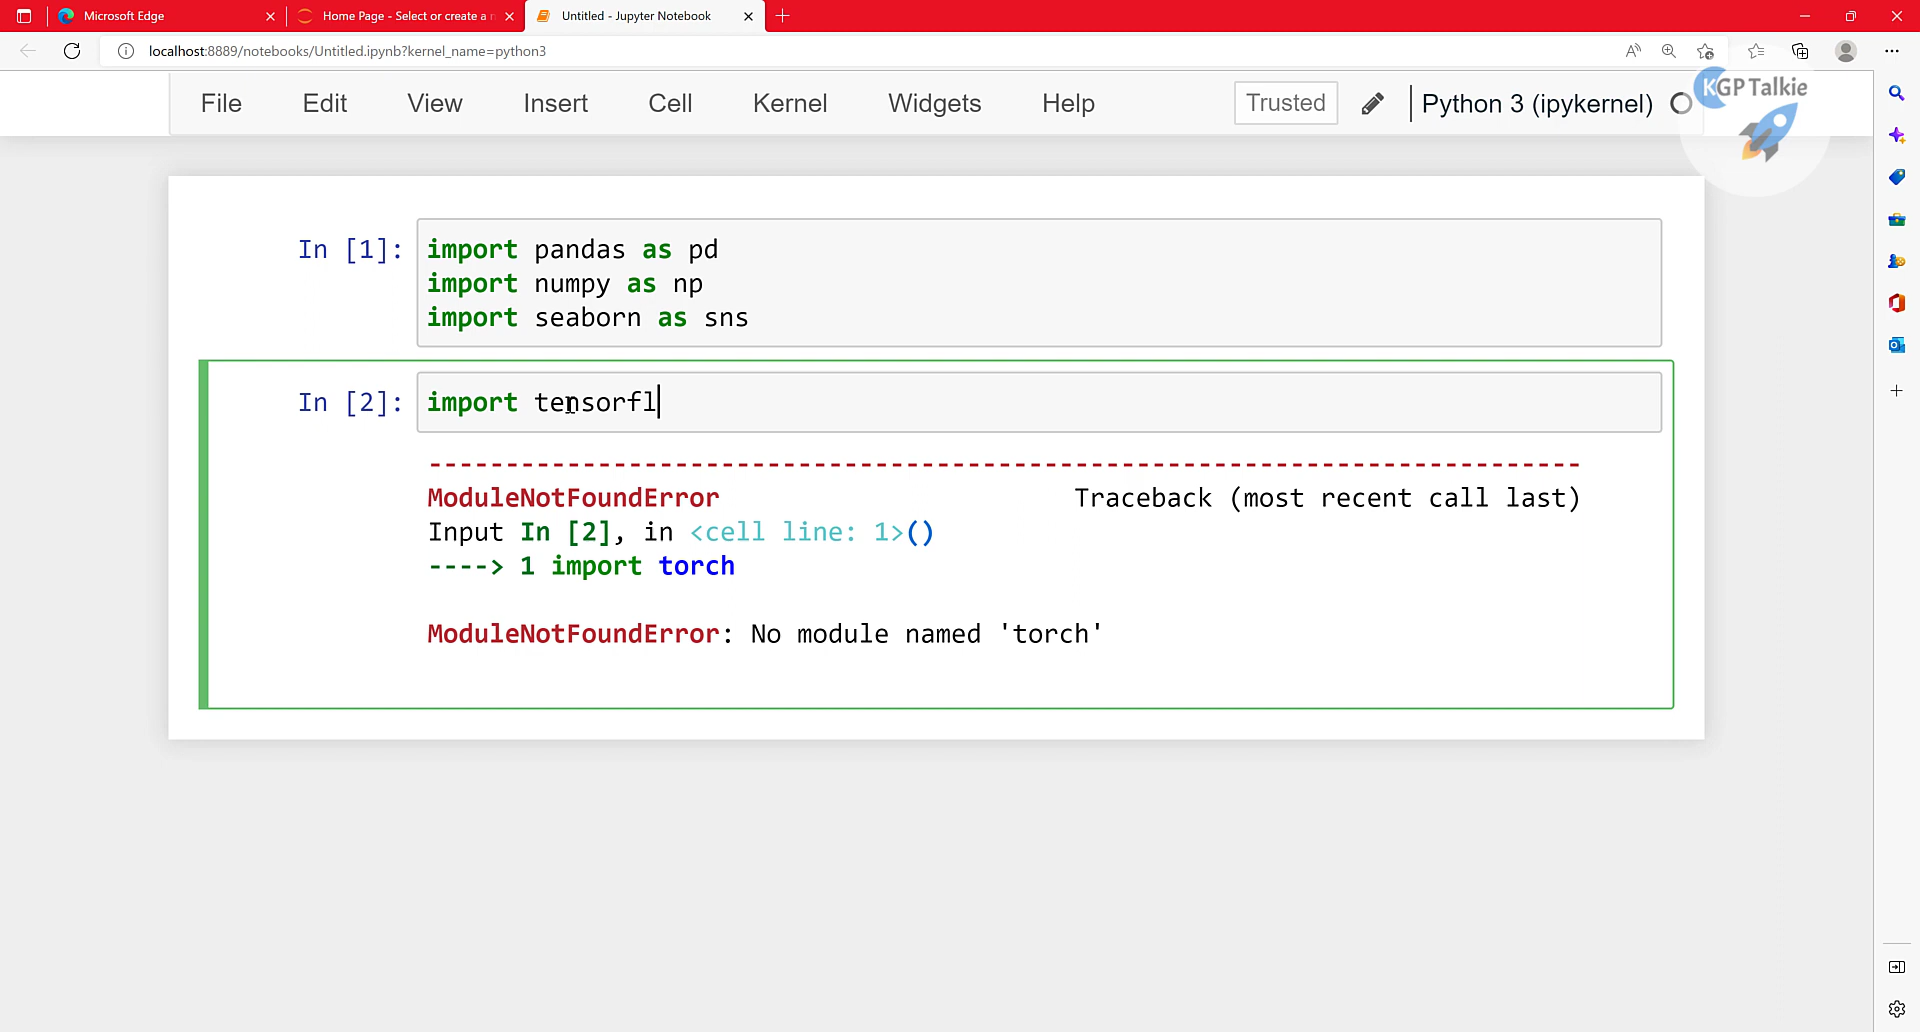 Microsoft Edge
Home Page - Select or create a n
Untitled - Jupyter Notebook
localhost:8889/notebooks/Untitled.ipynb?kernel_name=python3
File Edit View Insert Cell Kernel Widgets Help Trusted Python 3 (ipykernel)
KGP Talkie
In [1]: import pandas as pd
import numpy as np
import seaborn as sns
In [2]: import tensorfl
---------------------------------------------------------------------------
ModuleNotFoundError                       Traceback (most recent call last)
Input In [2], in <cell line: 1>()
----> 1 import torch
ModuleNotFoundError: No module named 'torch'